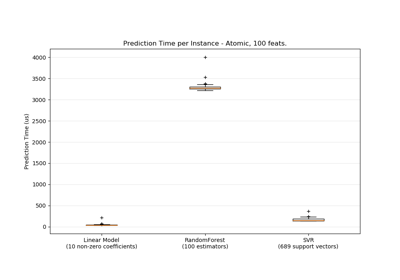 Prediction Time per Instance - Atomic, 100 feats.
4000
3500
3000
2500
2000
1500
1000
500
0
Prediction Time (us)
Linear Model
(10 non-zero coefficients)
RandomForest
(100 estimators)
SVR
(689 support vectors)